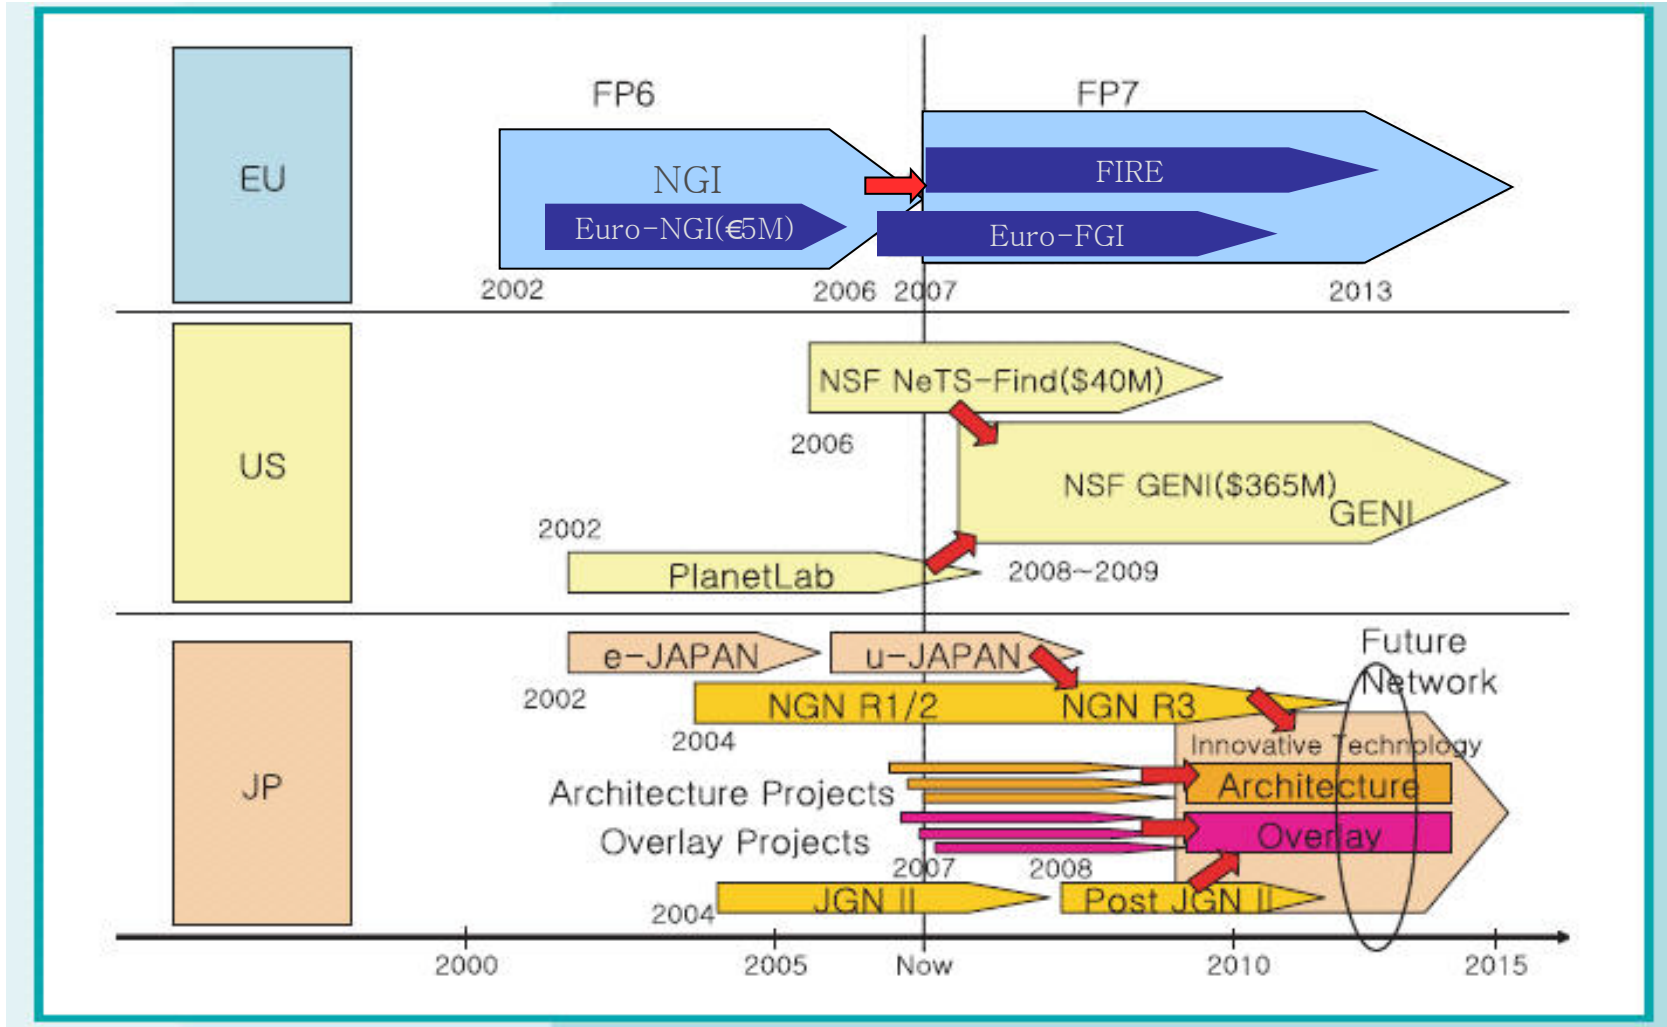 FP6
FP7
EU
NGI
FIRE
Euro-NGI(€5M)
Euro-FGI
2002
2006
2007
2013
NSF NeTS-Find($40M)
2006
US
NSF GENI($365M)
GENI
2002
PlanetLab
2008~2009
JP
e-JAPAN
u-JAPAN
Future
Network
2002
NGN R1/2
NGN R3
2004
Innovative Technology
Architecture Projects
Architecture
Overlay Projects
Overlay
2007
2008
2004
JGN II
Post JGN II
2000
2005
Now
2010
2015